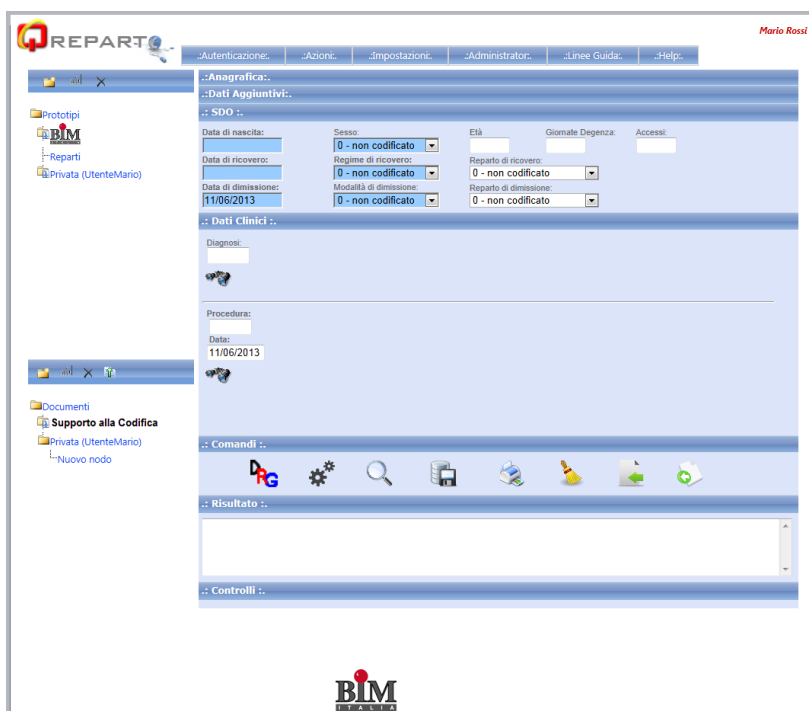 QREPARTO
Mario Rossi
.:Autenticazione:. .:Azioni:. .:Impostazioni:. .:Administrator:. .:Linee Guida:. .:Help:.
.:Anagrafica:.
.:Dati Aggiuntivi:.
.: SDO :.
Prototipi
BIM
ITALIA
Reparti
Privata (UtenteMario)
Data di nascita: Sesso: Età Giornate Degenza: Accessi:
0 - non codificato
Data di ricovero: Regime di ricovero: Reparto di ricovero:
0 - non codificato 0 - non codificato
Data di dimissione: Modalità di dimissione: Reparto di dimissione:
11/06/2013 0 - non codificato 0 - non codificato
.: Dati Clinici :.
Diagnosi:
Procedura:
Data:
11/06/2013
Documenti
Supporto alla Codifica
Privata (UtenteMario)
Nuovo nodo
.: Comandi :.
DRG
.: Risultato :.
.: Controlli :.
BIM
ITALIA